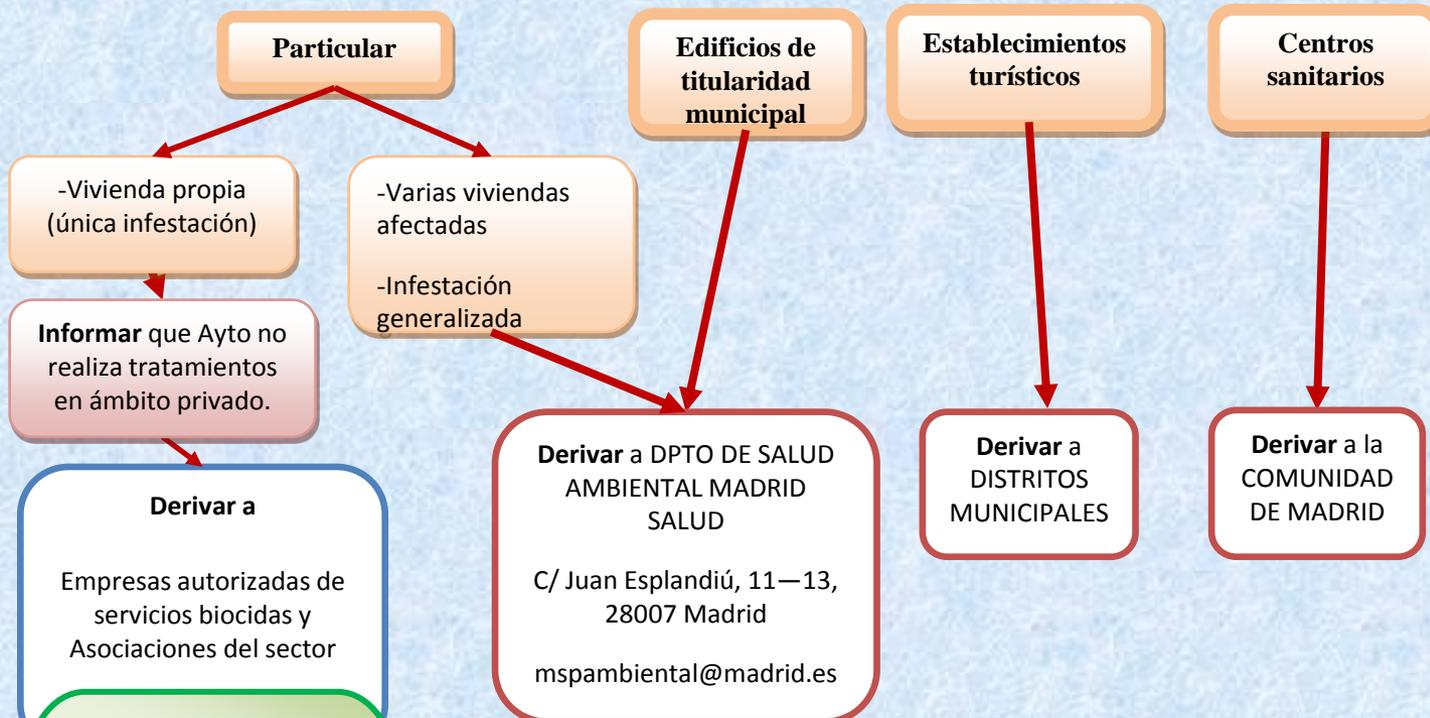 Particular
Edificios de
titularidad
municipal
Establecimientos
turísticos
Centros
sanitarios
-Vivienda propia
(única infestación)
-Varias viviendas
afectadas
-Infestación
generalizada
Informar que Ayto no
realiza tratamientos
en ámbito privado.
Derivar a
Empresas autorizadas de
servicios biocidas y
Asociaciones del sector
Derivar a DPTO DE SALUD
AMBIENTAL MADRID
SALUD
C/ Juan Esplandiú, 11—13,
28007 Madrid
mspambiental@madrid.es
Derivar a
DISTRITOS
MUNICIPALES
Derivar a la
COMUNIDAD
DE MADRID